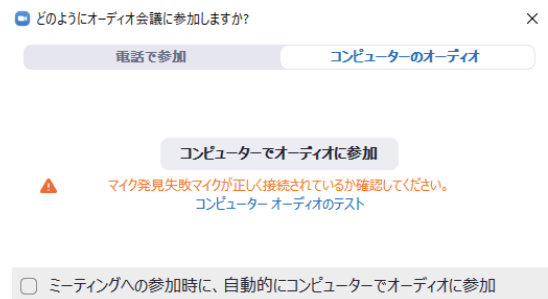 どのようにオーディオ会議に参加しますか?
電話で参加
コンピューターのオーディオ
コンピューターでオーディオに参加
マイク発見失敗マイクが正しく接続されているか確認してください。
コンピューター オーディオのテスト
ミーティングへの参加時に、自動的にコンピューターでオーディオに参加